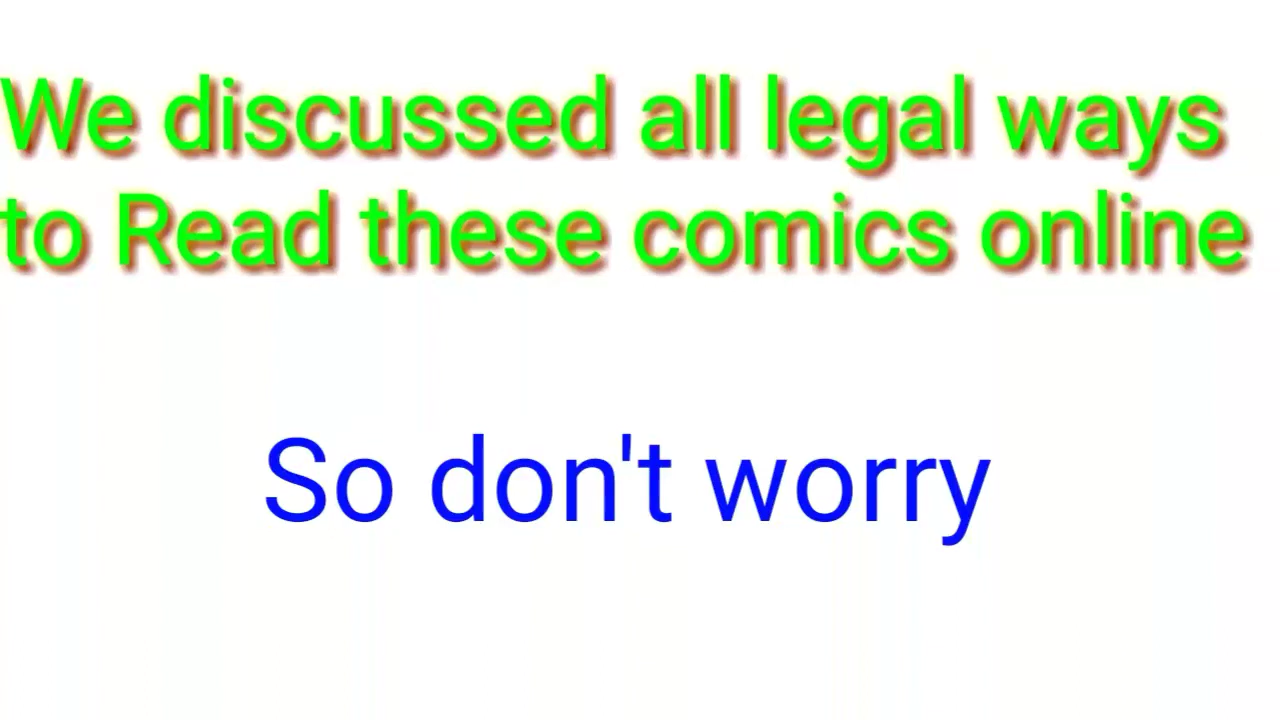 We discussed all legal ways
to Read these comics online
So don't worry